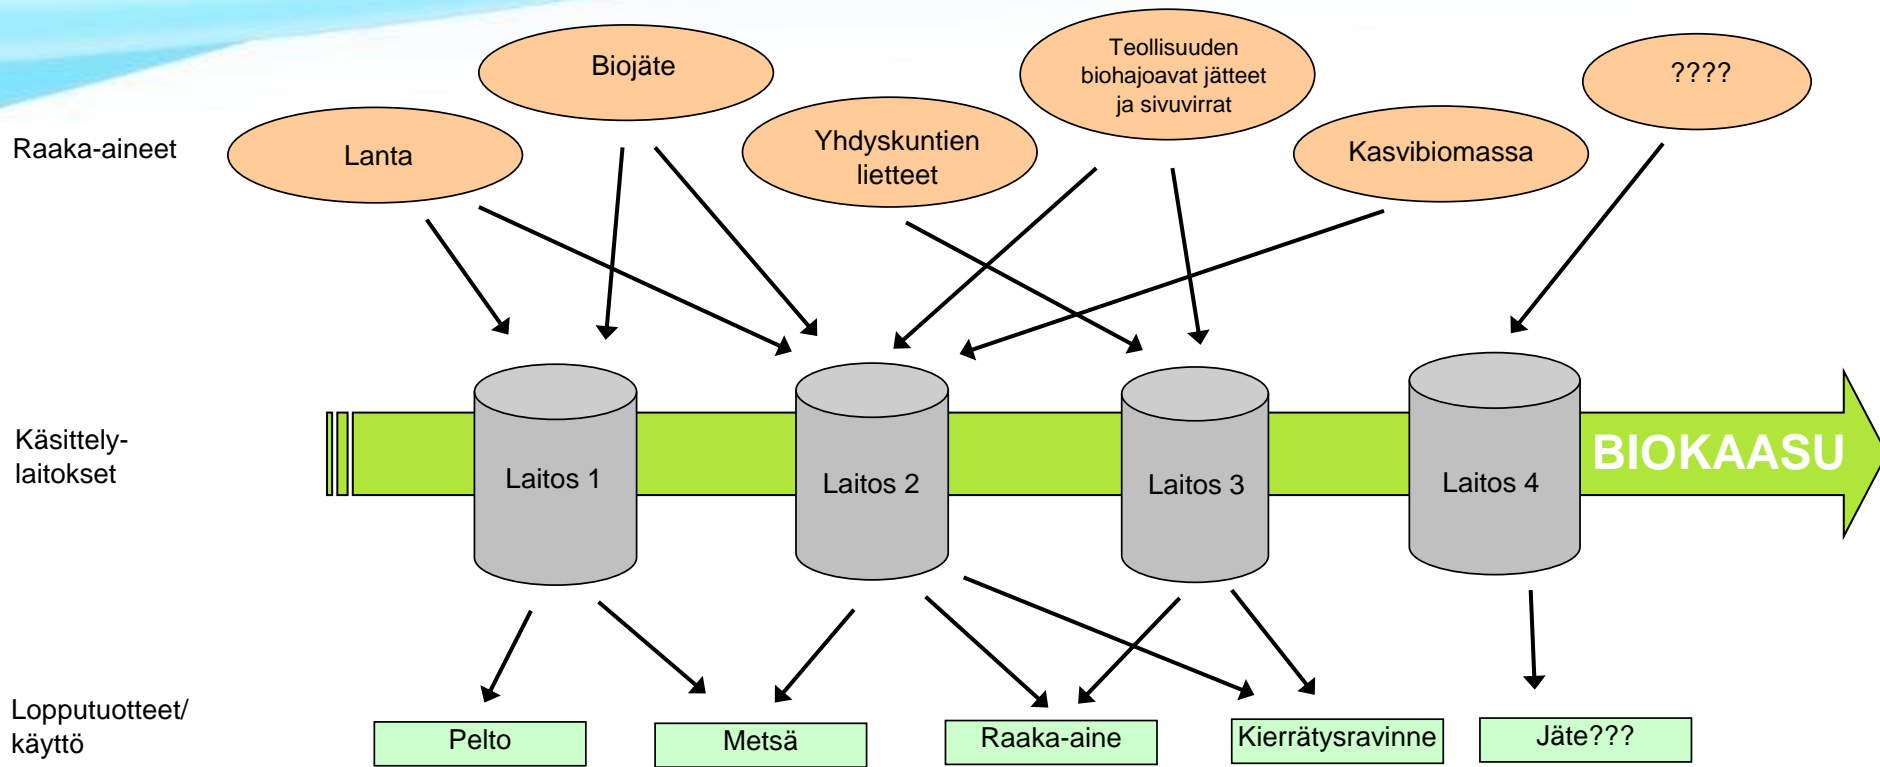 Raaka-aineet
Lanta
Biojäte
Yhdyskuntien
lietteet
Teollisuuden
biohajoavat jätteet
ja sivuvirrat
Kasvibiomassa
????
Käsittely-
laitokset
Laitos 1
Laitos 2
Laitos 3
Laitos 4
BIOKAASU
Lopputuotteet/
käyttö
Pelto
Metsä
Raaka-aine
Kierrätysravinne
Jäte???